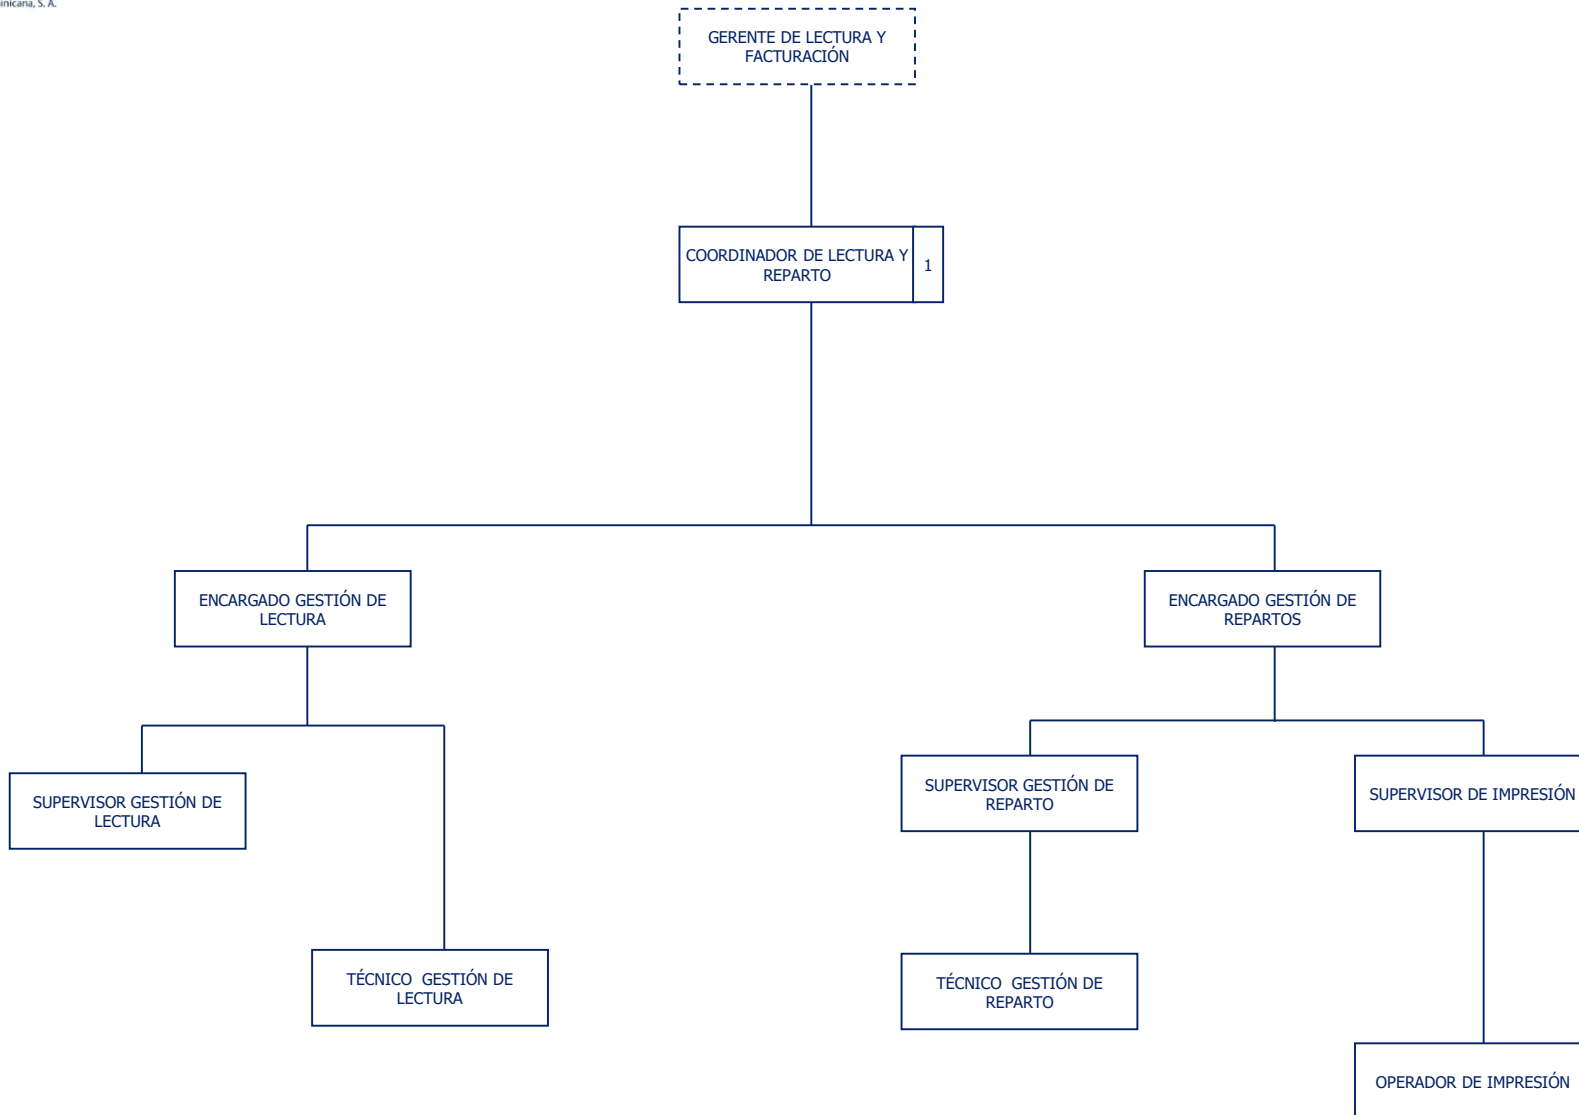 inicana, S. A.
GERENTE DE LECTURA Y
FACTURACIÓN
COORDINADOR DE LECTURA Y
REPARTO
1
ENCARGADO GESTIÓN DE
LECTURA
ENCARGADO GESTIÓN DE
REPARTOS
SUPERVISOR GESTIÓN DE
LECTURA
SUPERVISOR GESTIÓN DE
REPARTO
SUPERVISOR DE IMPRESIÓN
TÉCNICO  GESTIÓN DE
LECTURA
TÉCNICO  GESTIÓN DE
REPARTO
OPERADOR DE IMPRESIÓN